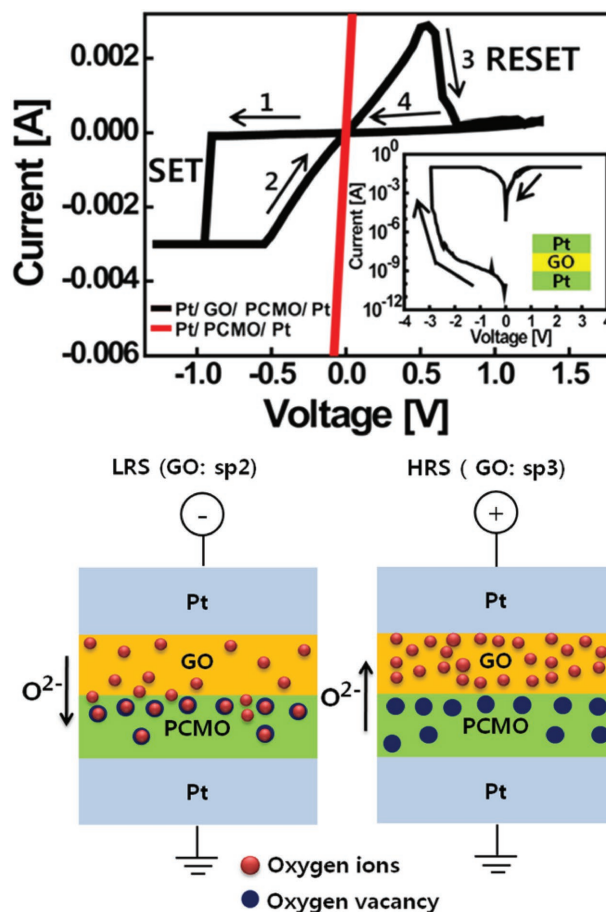 0.002
0.000
-0.002
-0.004
-0.006
Current [A]
1
2
3
4
SET
RESET
Pt/ GO/ PCMO/ Pt
Pt/ PCMO/ Pt
-1.0
-0.5
0.0
0.5
1.0
1.5
Voltage [V]
10⁰
10⁻³
10⁻⁶
10⁻⁹
10⁻¹²
Current [A]
Pt
GO
Pt
-4 -3 -2 -1 0 1 2 3 4
Voltage [V]
LRS (GO: sp2)
-
Pt
GO
O²⁻
PCMO
Pt
HRS ( GO: sp3)
+
Pt
GO
O²⁻
PCMO
Pt
Oxygen ions
Oxygen vacancy